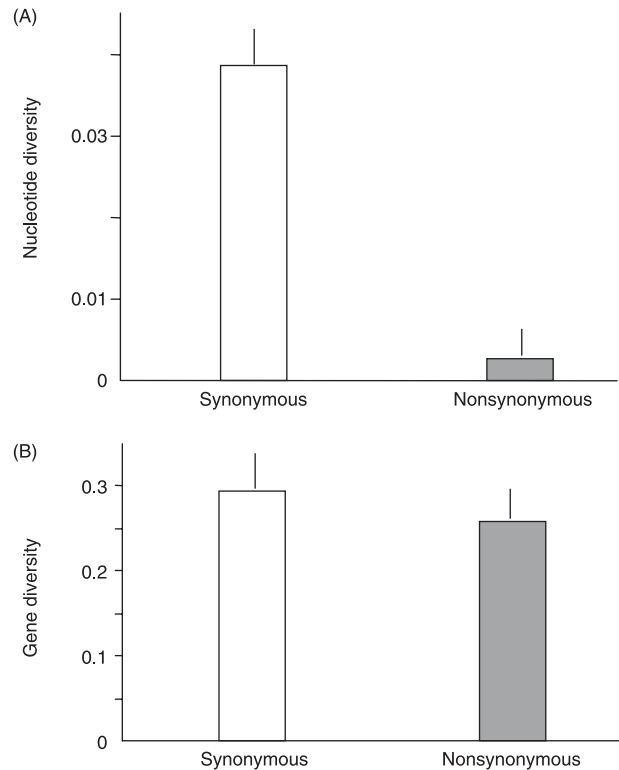 (A)
Nucleotide diversity
0.03
0.01
0
Synonymous
Nonsynonymous
(B)
Gene diversity
0.3
0.2
0.1
0
Synonymous
Nonsynonymous